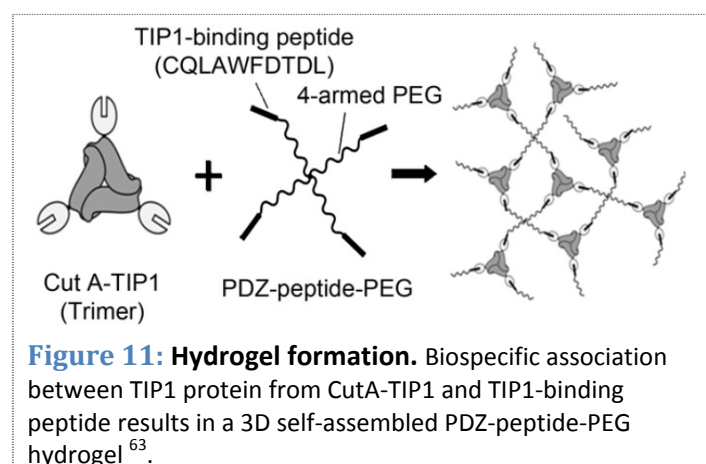 TIP1-binding peptide
(CQLAWFDTDL)
4-armed PEG
+
Cut A-TIP1
(Trimer)
PDZ-peptide-PEG
Figure 11: Hydrogel formation. Biospecific association
between TIP1 protein from CutA-TIP1 and TIP1-binding
peptide results in a 3D self-assembled PDZ-peptide-PEG
hydrogel 63.